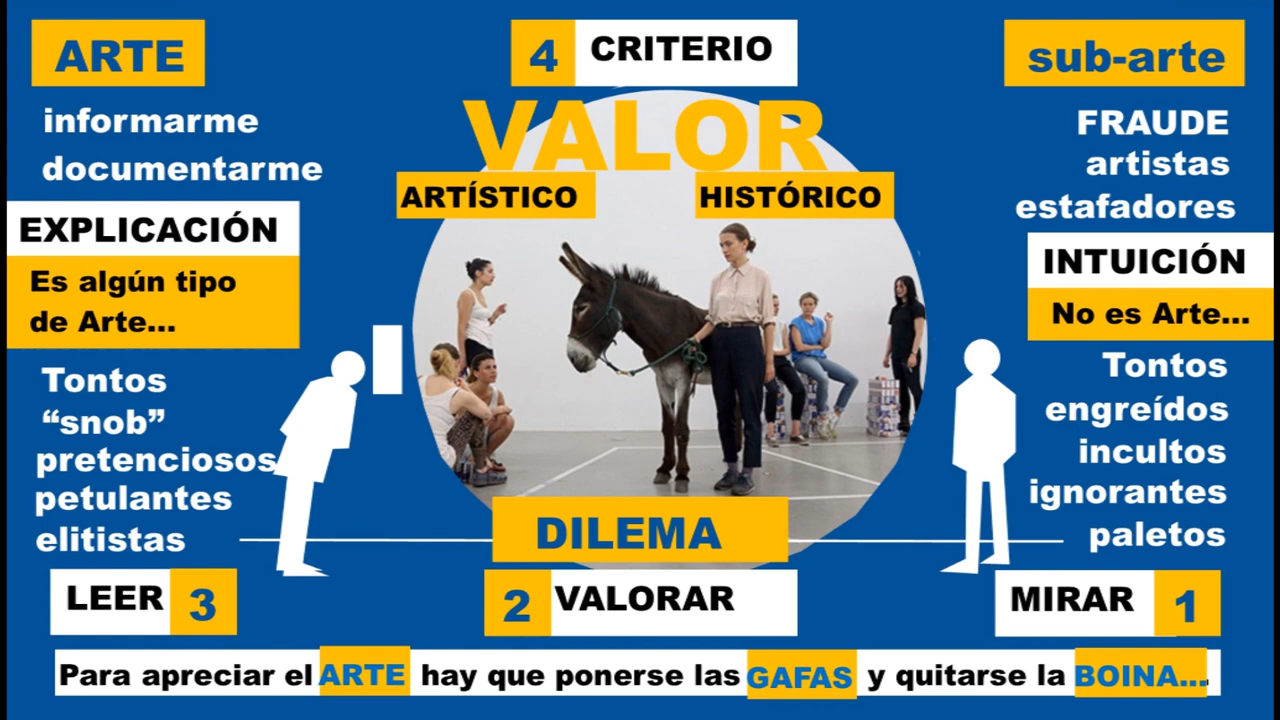 ARTE
informarme
documentarme
EXPLICACIÓN
Es algún tipo
de Arte...
Tontos
“snob”
pretenciosos
petulantes
elitistas
LEER 3
4 CRITERIO
VALOR
ARTÍSTICO HISTÓRICO
DILEMA
2 VALORAR
sub-arte
FRAUDE
artistas
estafadores
INTUICIÓN
No es Arte...
Tontos
engreídos
incultos
ignorantes
paletos
MIRAR 1
Para apreciar el ARTE hay que ponerse las GAFAS y quitarse la BOINA...